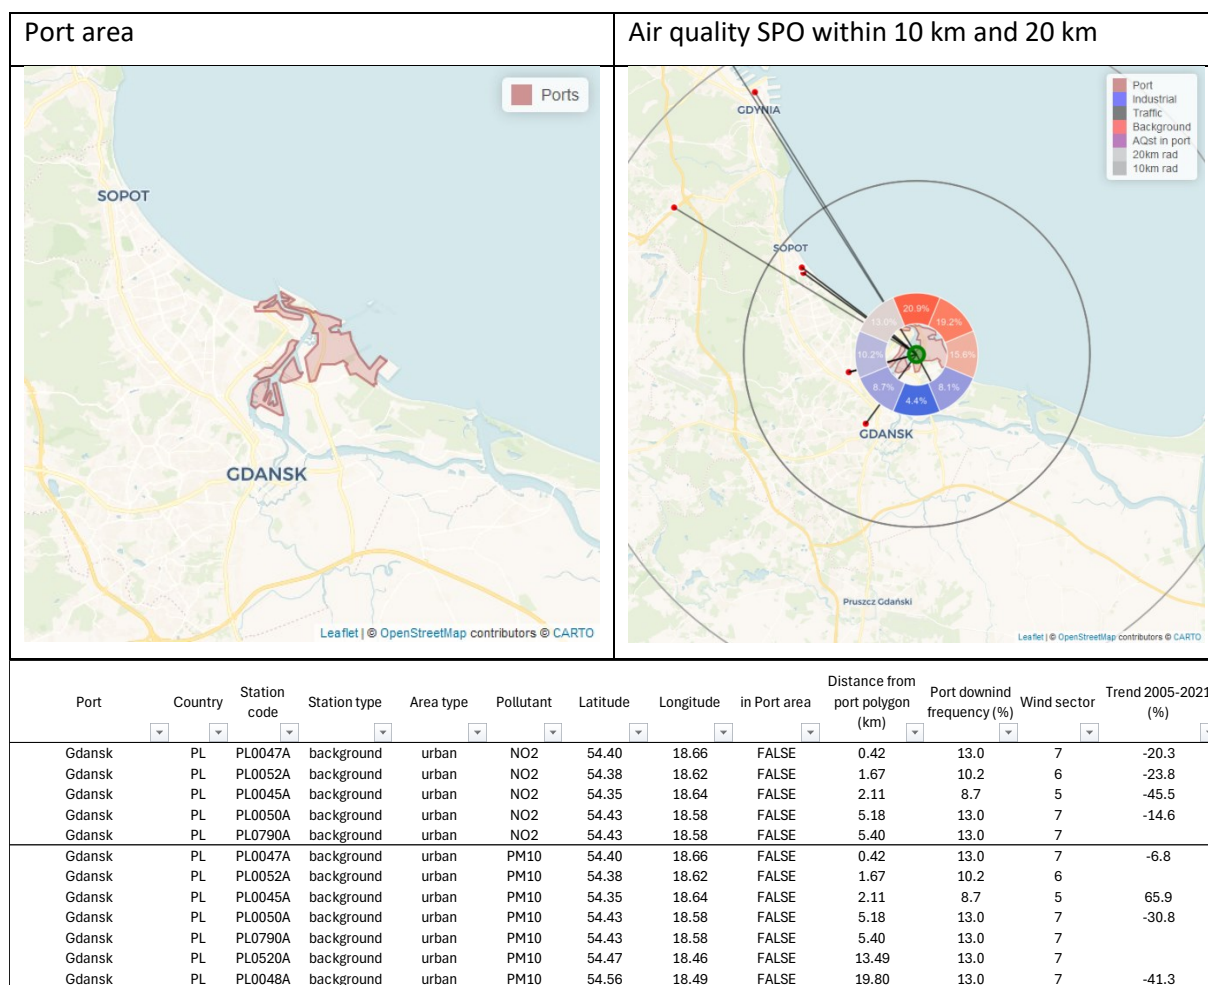 Port area
Air quality SPO within 10 km and 20 km
Ports
SOPOT
GDANSK
Leaflet | © OpenStreetMap contributors © CARTO
Port
Industrial
Traffic
Background
AQst in port
20km rad
10km rad
GDYNIA
SOPOT
20.9%
13.0%
19.2%
10.2%
15.6%
8.7%
8.1%
4.4%
GDANSK
Pruszcz Gdański
Leaflet | © OpenStreetMap contributors © CARTO
Port Country Station code Station type Area type Pollutant Latitude Longitude in Port area Distance from port polygon (km) Port downind frequency (%) Wind sector Trend 2005-2021 (%)
Gdansk PL PL0047A background urban NO2 54.40 18.66 FALSE 0.42 13.0 7 -20.3
Gdansk PL PL0052A background urban NO2 54.38 18.62 FALSE 1.67 10.2 6 -23.8
Gdansk PL PL0045A background urban NO2 54.35 18.64 FALSE 2.11 8.7 5 -45.5
Gdansk PL PL0050A background urban NO2 54.43 18.58 FALSE 5.18 13.0 7 -14.6
Gdansk PL PL0790A background urban NO2 54.43 18.58 FALSE 5.40 13.0 7
Gdansk PL PL0047A background urban PM10 54.40 18.66 FALSE 0.42 13.0 7 -6.8
Gdansk PL PL0052A background urban PM10 54.38 18.62 FALSE 1.67 10.2 6
Gdansk PL PL0045A background urban PM10 54.35 18.64 FALSE 2.11 8.7 5 65.9
Gdansk PL PL0050A background urban PM10 54.43 18.58 FALSE 5.18 13.0 7 -30.8
Gdansk PL PL0790A background urban PM10 54.43 18.58 FALSE 5.40 13.0 7
Gdansk PL PL0520A background urban PM10 54.47 18.46 FALSE 13.49 13.0 7
Gdansk PL PL0048A background urban PM10 54.56 18.49 FALSE 19.80 13.0 7 -41.3